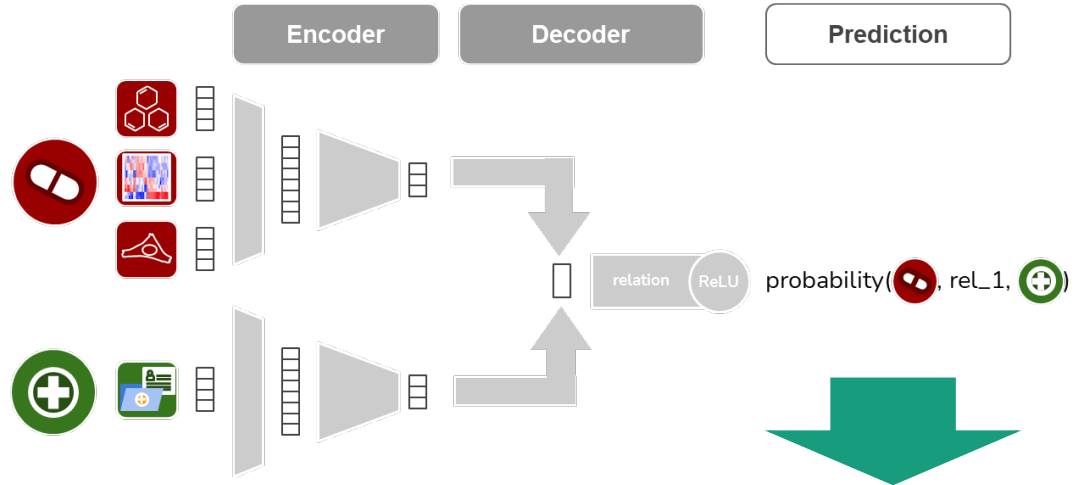 Encoder
Decoder
Prediction
relation
ReLU
probability( , rel_1, )